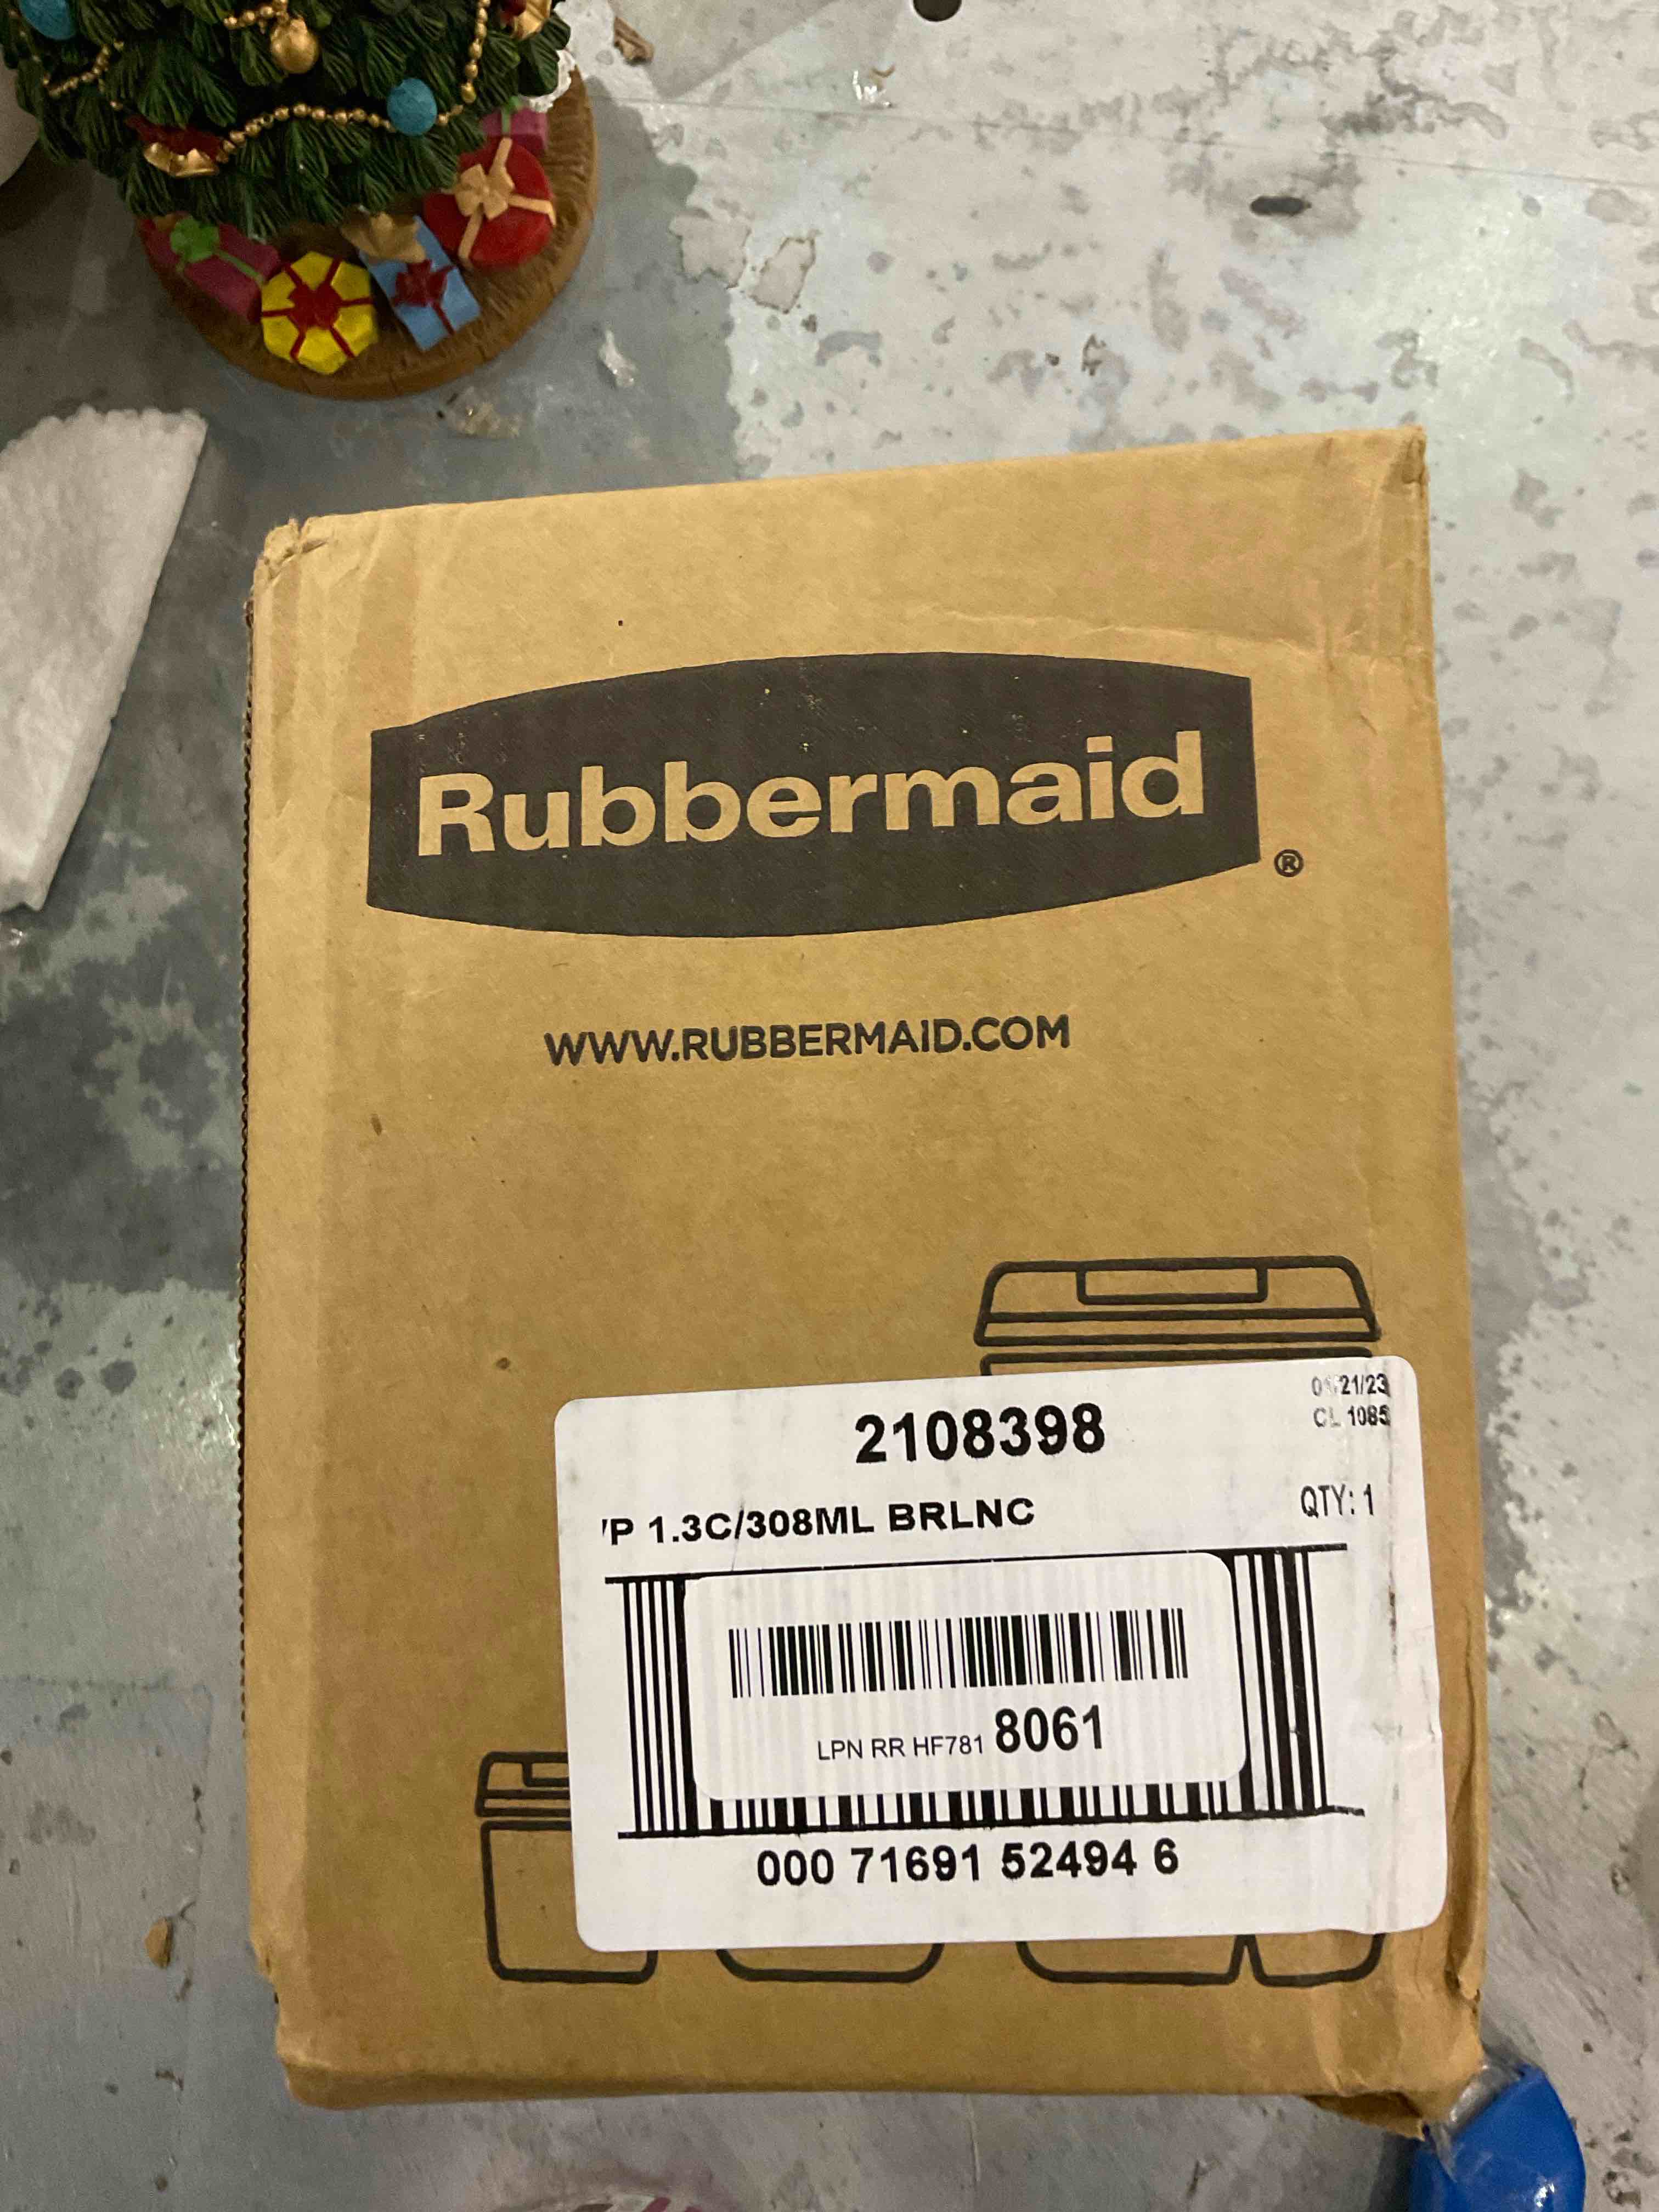 Rubbermaid
®
WWW.RUBBERMAID.COM
2108398
CL 1085
'P 1.3C/308ML BRLNC
QTY: 1
LPN RR HF781 8061
000 71691 52494 6